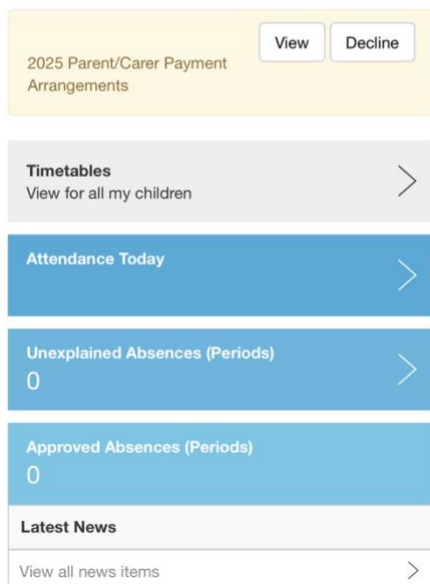 View
Decline
2025 Parent/Carer Payment
Arrangements
Timetables
View for all my children
Attendance Today
Unexplained Absences (Periods)
0
Approved Absences (Periods)
0
Latest News
View all news items